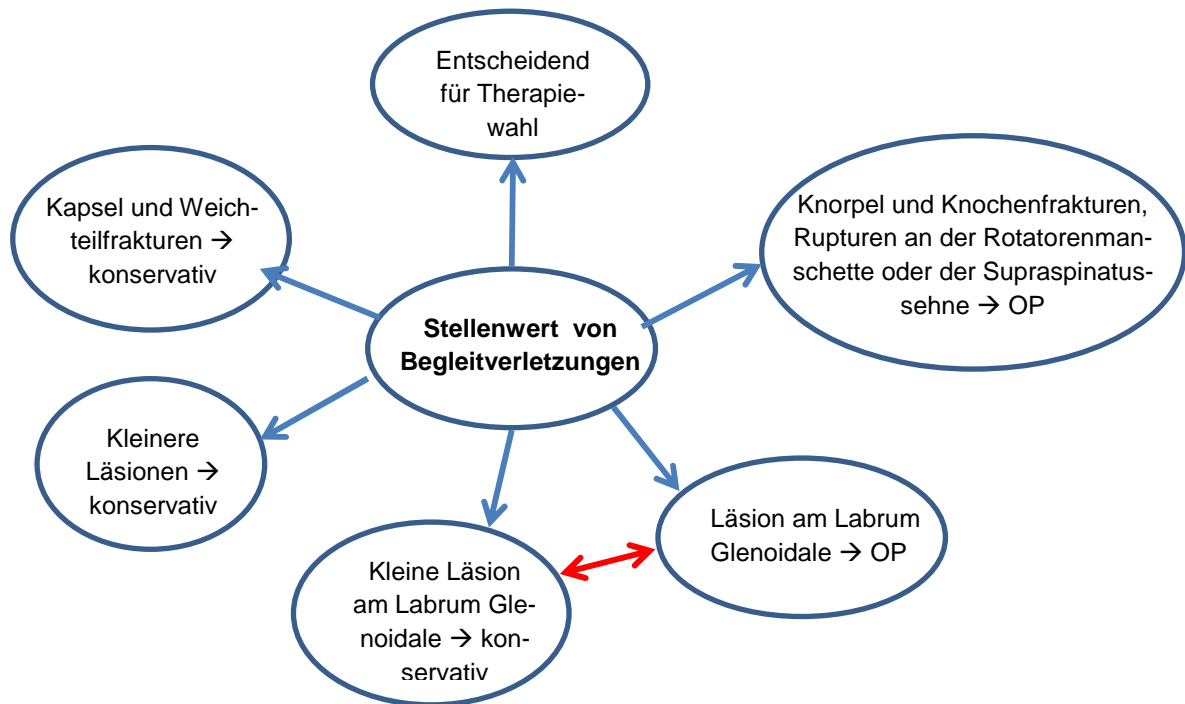 Entscheidend
für Therapie-
wahl
Kapsel und Weich-
teilfrakturen →
konservativ
Knorpel und Knochenfrakturen,
Rupturen an der Rotatorenman-
schette oder der Supraspinatus-
sehne → OP
Stellenwert von
Begleitverletzungen
Kleinere
Läsionen →
konservativ
Kleine Läsion
am Labrum Gle-
noidale → kon-
servativ
Läsion am Labrum
Glenoidale → OP